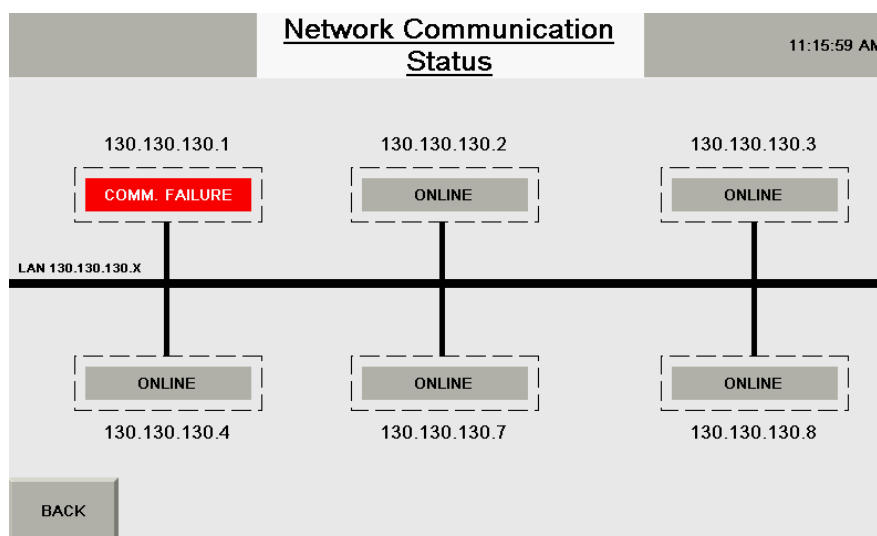 Network Communication
Status
11:15:59 AM
130.130.130.1
130.130.130.2
130.130.130.3
COMM. FAILURE
ONLINE
ONLINE
LAN 130.130.130.X
ONLINE
ONLINE
ONLINE
130.130.130.4
130.130.130.7
130.130.130.8
BACK